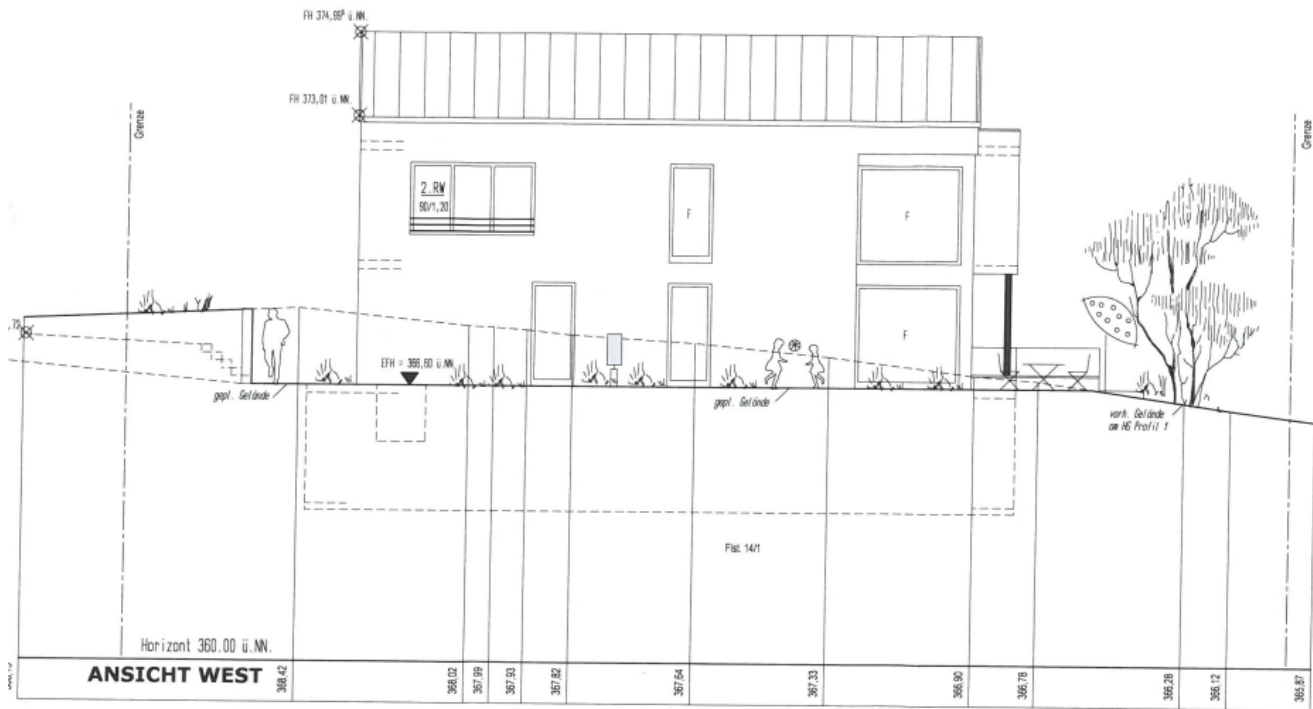 FH 374,99⁵ ü.NN.
FH 373,01 ü.NN.
Grenze
Grenze
2.RW
90/1,20
F
F
F
EFH = 366,60 ü.NN
gepl. Gelände
gepl. Gelände
vorh. Gelände
am HG Profil 1
Flst. 14/1
Horizont 360.00 ü.NN.
ANSICHT WEST
368,42
368,02
367,99
367,93
367,82
367,64
367,33
366,90
366,78
366,28
366,12
365,87